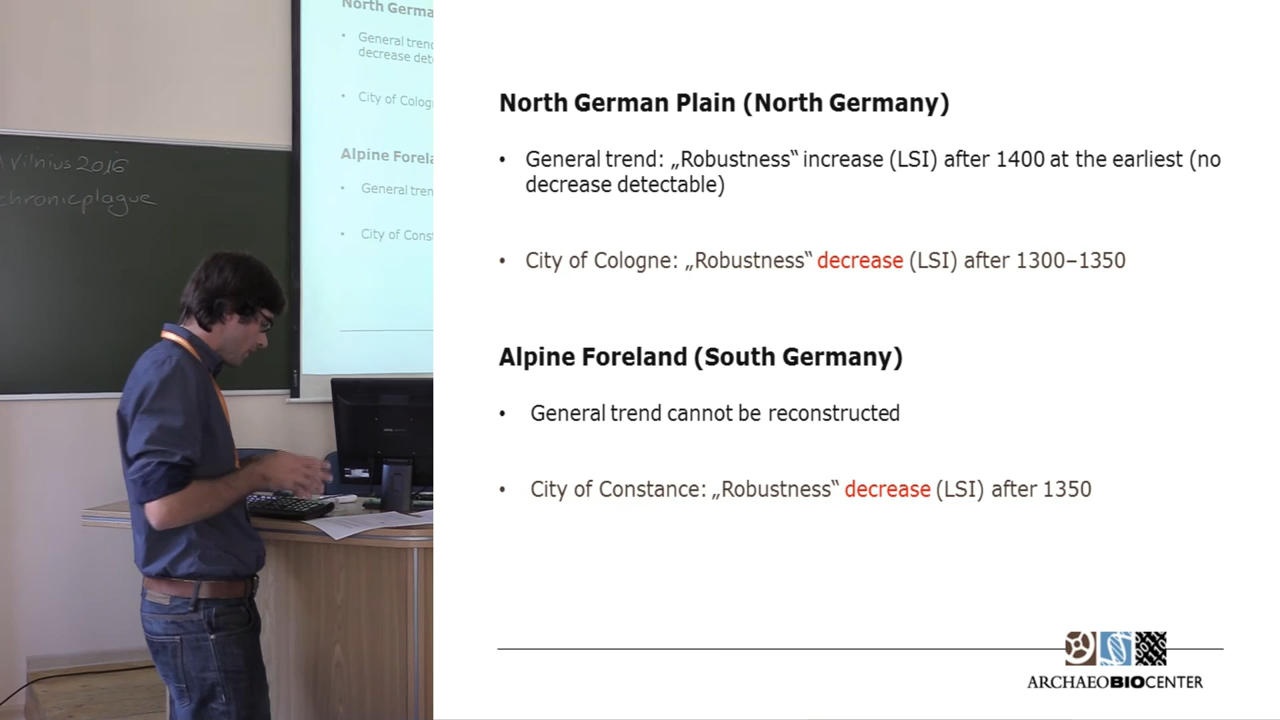 Vilnius 2016
chronicplague
North Germa
• General trend
decrease det
• City of Cologn
Alpine Forela
• General tren
• City of Const
North German Plain (North Germany)
• General trend: „Robustness“ increase (LSI) after 1400 at the earliest (no
decrease detectable)
• City of Cologne: „Robustness“ decrease (LSI) after 1300–1350
Alpine Foreland (South Germany)
• General trend cannot be reconstructed
• City of Constance: „Robustness“ decrease (LSI) after 1350
ARCHAEOBIOCENTER